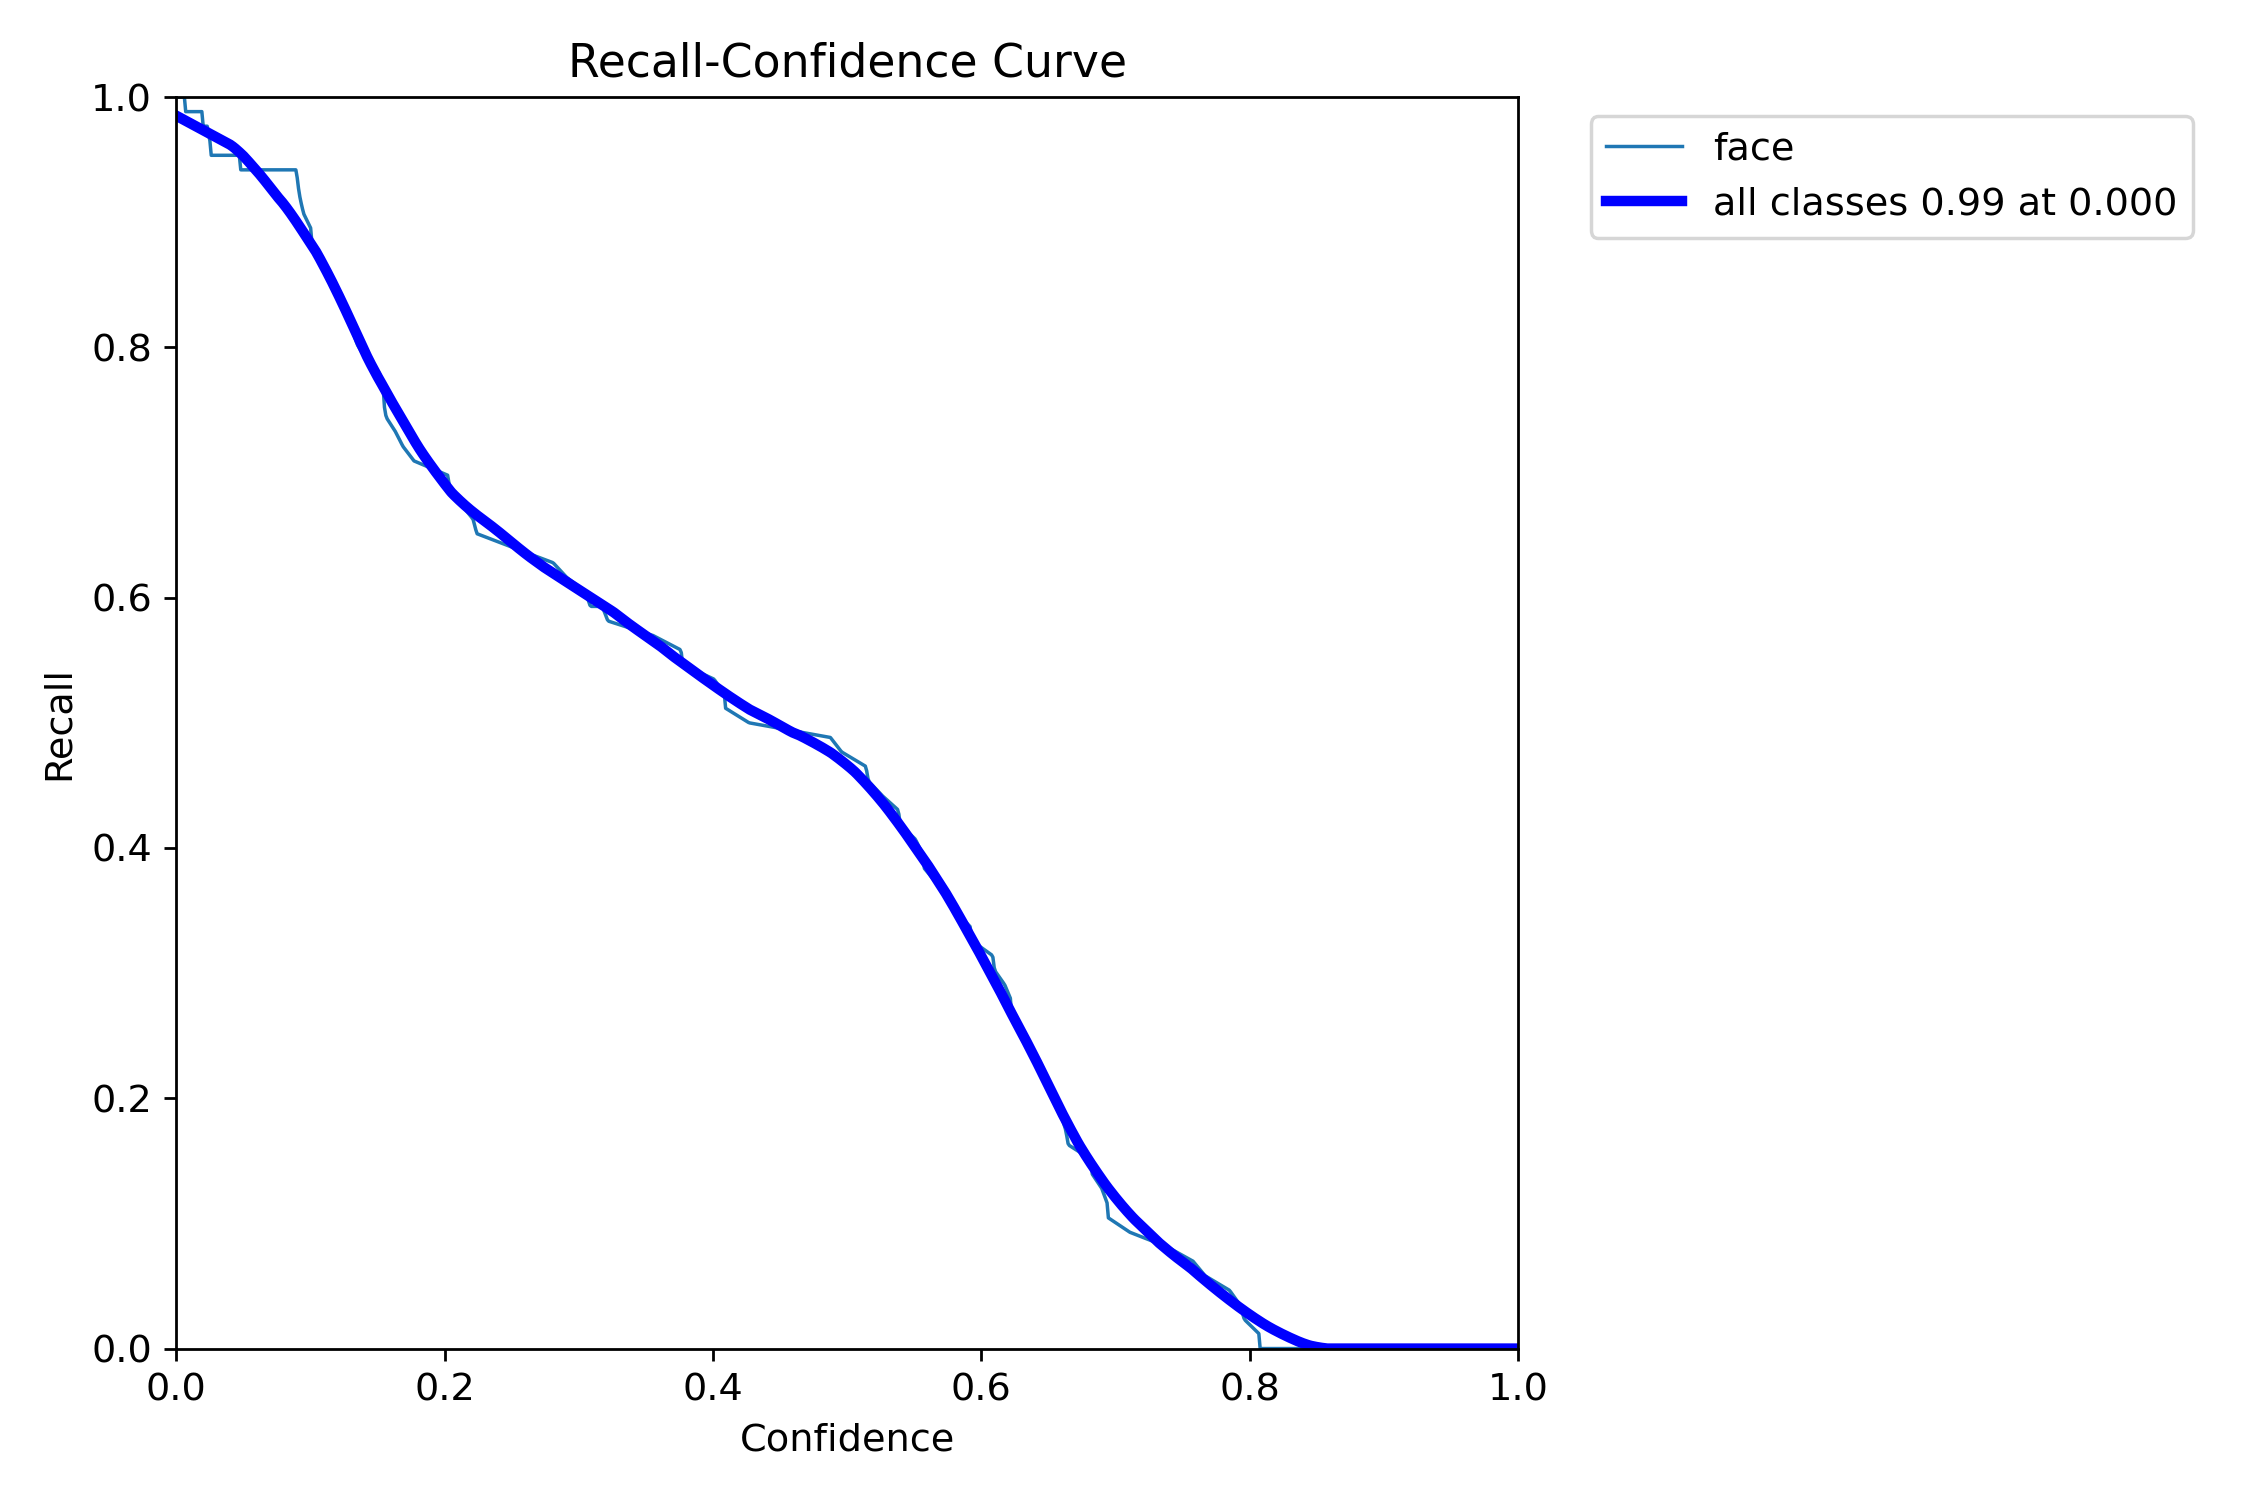 Recall-Confidence Curve
1.0
0.8
0.6
0.4
0.2
0.0
Recall
0.0 0.2 0.4 0.6 0.8 1.0
Confidence
face
all classes 0.99 at 0.000